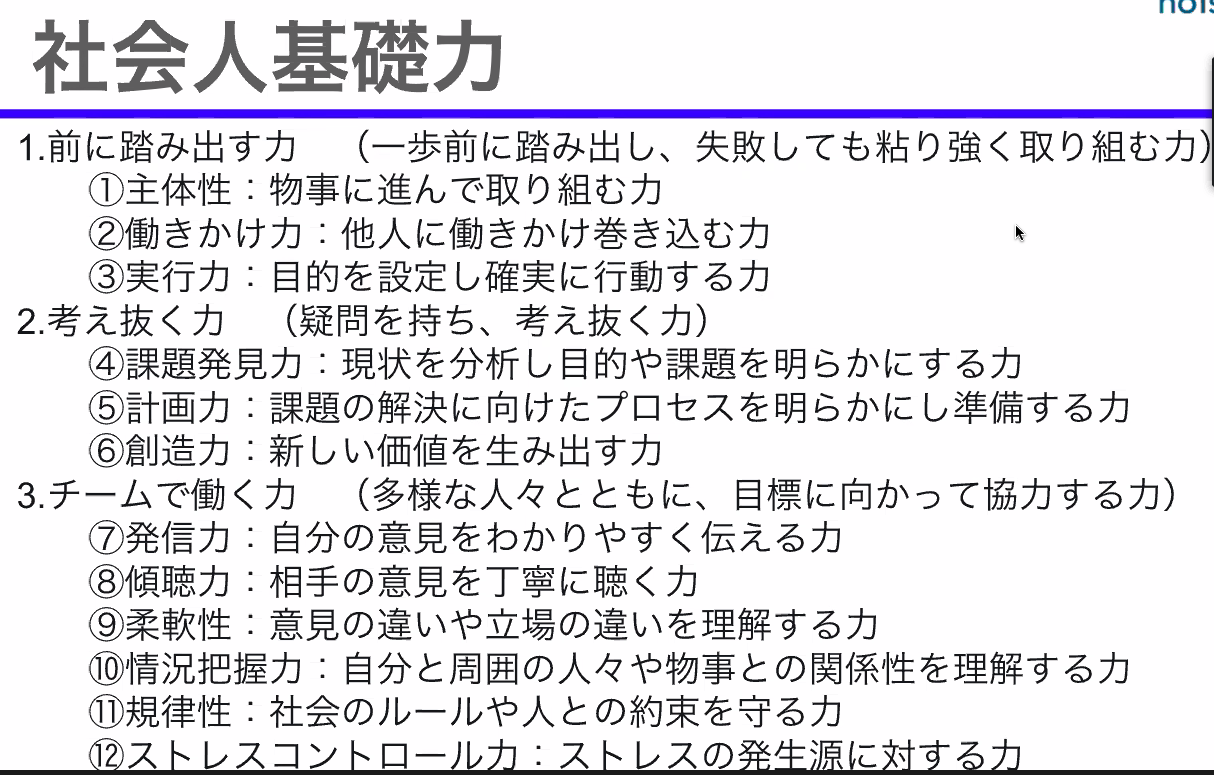 社会人基礎力
1.前に踏み出す力　（一歩前に踏み出し、失敗しても粘り強く取り組む力）
①主体性：物事に進んで取り組む力
②働きかけ力：他人に働きかけ巻き込む力
③実行力：目的を設定し確実に行動する力
2.考え抜く力　（疑問を持ち、考え抜く力）
④課題発見力：現状を分析し目的や課題を明らかにする力
⑤計画力：課題の解決に向けたプロセスを明らかにし準備する力
⑥創造力：新しい価値を生み出す力
3.チームで働く力　（多様な人々とともに、目標に向かって協力する力）
⑦発信力：自分の意見をわかりやすく伝える力
⑧傾聴力：相手の意見を丁寧に聴く力
⑨柔軟性：意見の違いや立場の違いを理解する力
⑩情況把握力：自分と周囲の人々や物事との関係性を理解する力
⑪規律性：社会のルールや人との約束を守る力
⑫ストレスコントロール力：ストレスの発生源に対する力